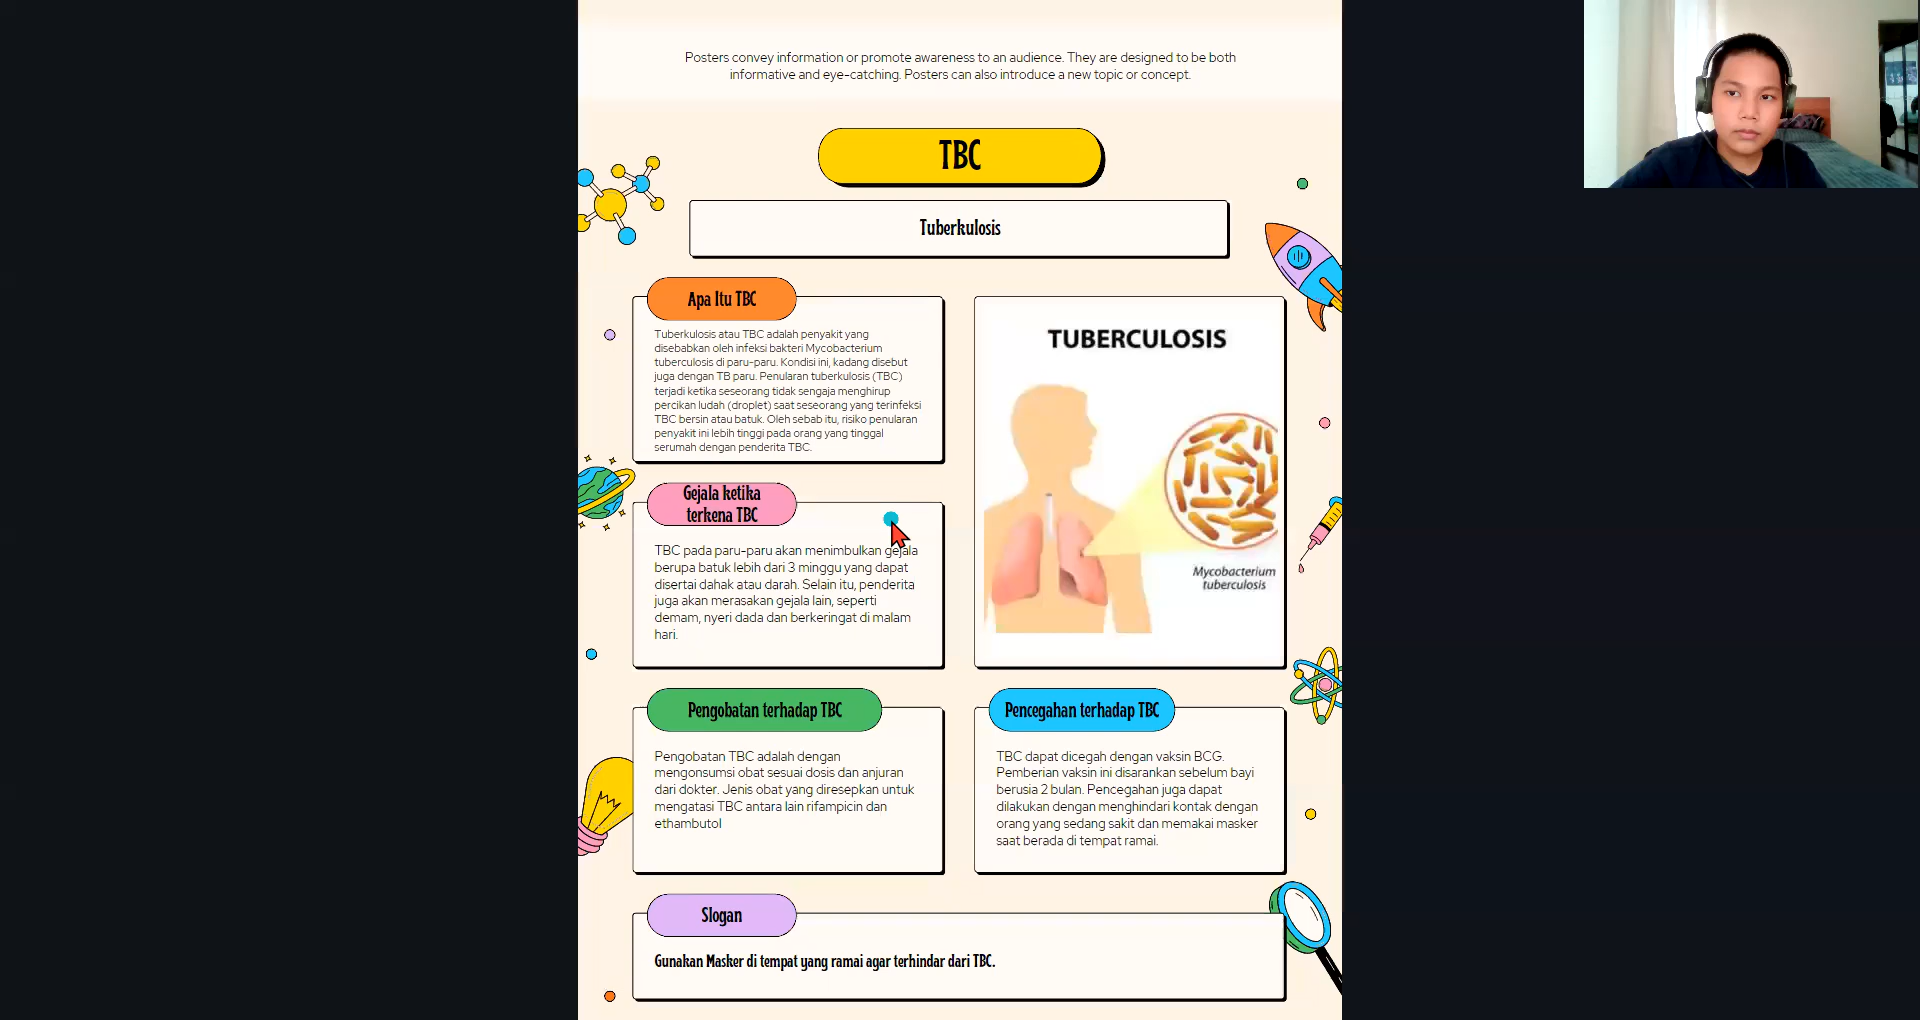 Posters convey information or promote awareness to an audience. They are designed to be both
informative and eye-catching. Posters can also introduce a new topic or concept.
TBC
Tuberkulosis
Apa Itu TBC
Tuberkulosis atau TBC adalah penyakit yang
disebabkan oleh infeksi bakteri Mycobacterium
tuberculosis di paru-paru. Kondisi ini, kadang disebut
juga dengan TB paru. Penularan tuberkulosis (TBC)
terjadi ketika seseorang tidak sengaja menghirup
percikan ludah (droplet) saat seseorang yang terinfeksi
TBC bersin atau batuk. Oleh sebab itu, risiko penularan
penyakit ini lebih tinggi pada orang yang tinggal
serumah dengan penderita TBC.
TUBERCULOSIS
Mycobacterium
tuberculosis
Gejala ketika
terkena TBC
TBC pada paru-paru akan menimbulkan gejala
berupa batuk lebih dari 3 minggu yang dapat
disertai dahak atau darah. Selain itu, penderita
juga akan merasakan gejala lain, seperti
demam, nyeri dada dan berkeringat di malam
hari.
Pengobatan terhadap TBC
Pengobatan TBC adalah dengan
mengonsumsi obat sesuai dosis dan anjuran
dari dokter. Jenis obat yang diresepkan untuk
mengatasi TBC antara lain rifampicin dan
ethambutol
Pencegahan terhadap TBC
TBC dapat dicegah dengan vaksin BCG.
Pemberian vaksin ini disarankan sebelum bayi
berusia 2 bulan. Pencegahan juga dapat
dilakukan dengan menghindari kontak dengan
orang yang sedang sakit dan memakai masker
saat berada di tempat ramai.
Slogan
Gunakan Masker di tempat yang ramai agar terhindar dari TBC.